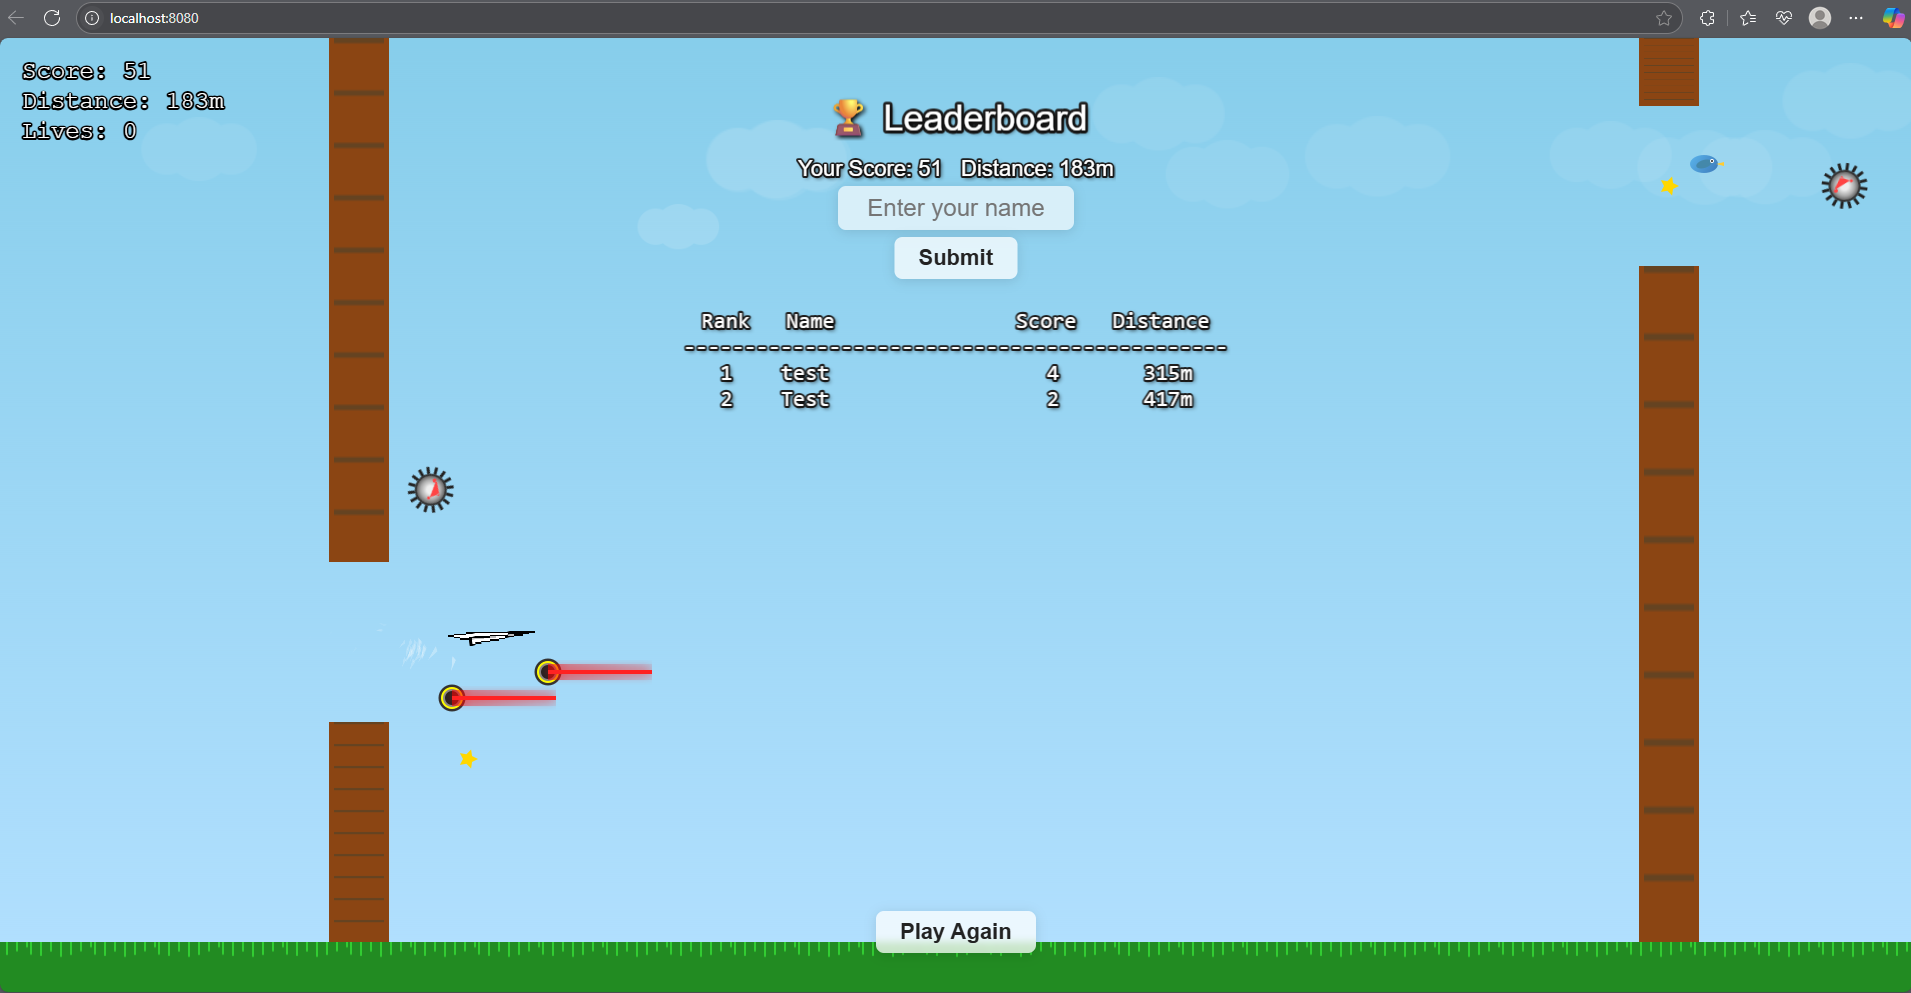 localhost:8080
Score: 51
Distance: 183m
Lives: 0
🏆 Leaderboard
Your Score: 51 Distance: 183m
Enter your name
Submit
Rank Name Score Distance
-----------------------------------------
1 test 4 315m
2 Test 2 417m
Play Again